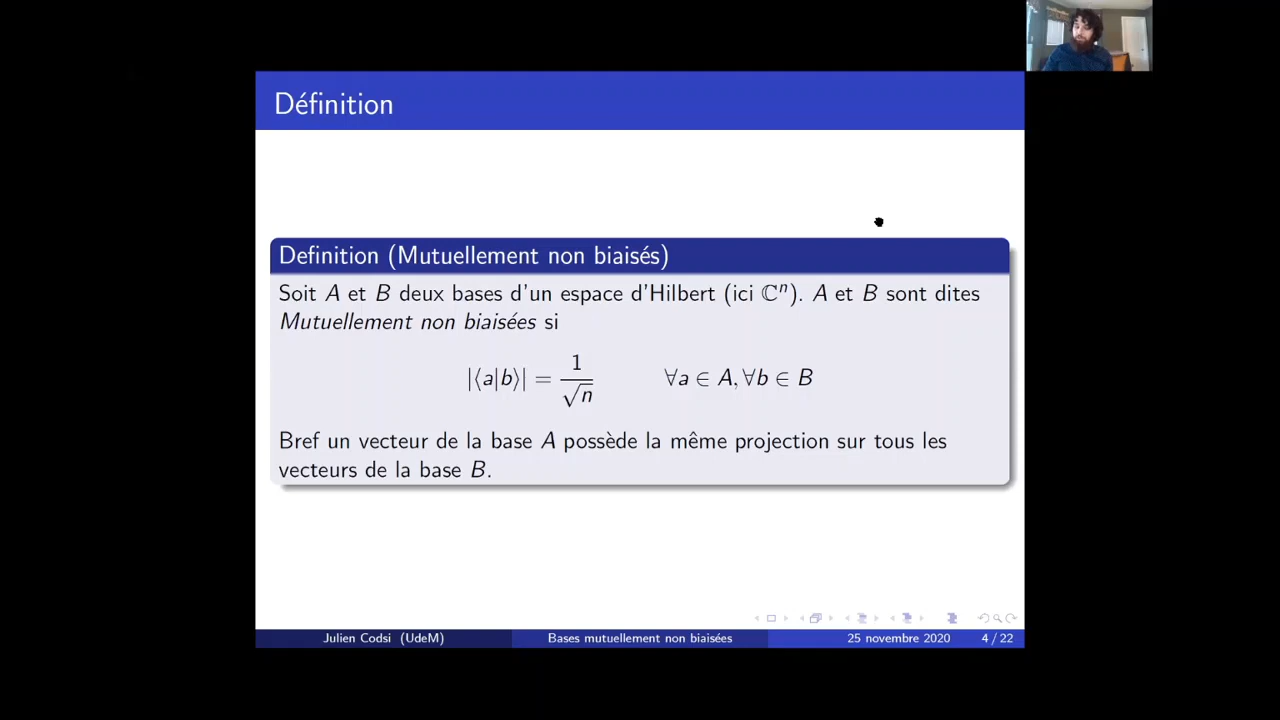 Définition
Definition (Mutuellement non biaisés)
Soit A et B deux bases d'un espace d'Hilbert (ici ℂⁿ). A et B sont dites
Mutuellement non biaisées si
|⟨a|b⟩| = 1/√n ∀a ∈ A, ∀b ∈ B
Bref un vecteur de la base A possède la même projection sur tous les
vecteurs de la base B.
Julien Codsi (UdeM) Bases mutuellement non biaisées 25 novembre 2020 4 / 22